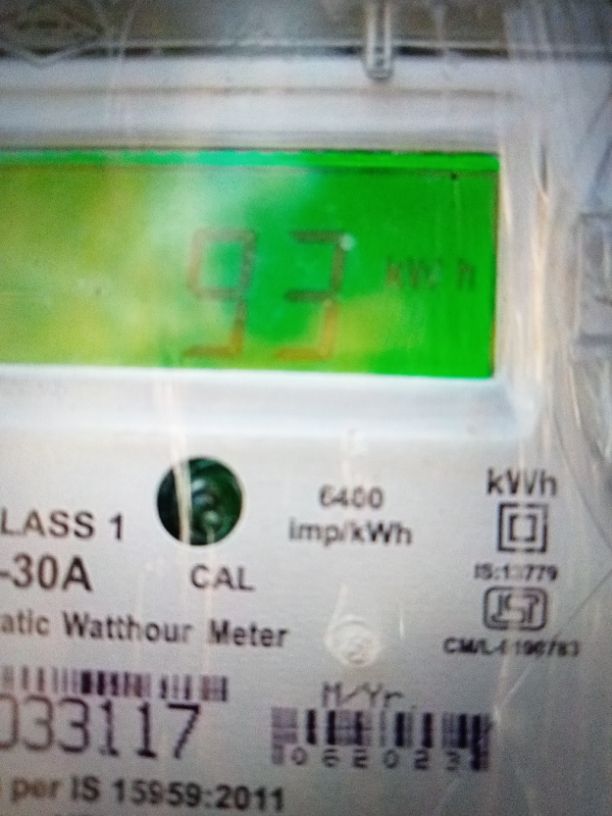 93 kWh
6400
imp/kWh
kWh
LASS 1
-30A
CAL
IS:13779
atic Watthour Meter
CM/L-
M/Yr.
033117
062023
per IS 15959:2011